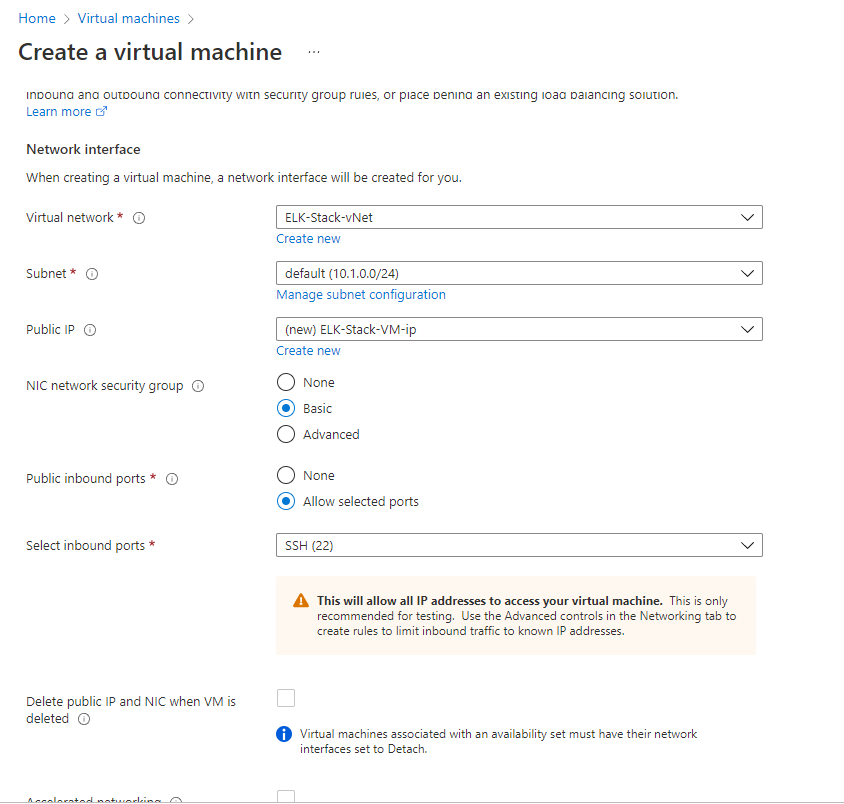 Home > Virtual machines >
Create a virtual machine ...
inbound and outbound connectivity with security group rules, or place behind an existing load balancing solution.
Learn more
Network interface
When creating a virtual machine, a network interface will be created for you.
Virtual network *
ELK-Stack-vNet
Create new
Subnet *
default (10.1.0.0/24)
Manage subnet configuration
Public IP
(new) ELK-Stack-VM-ip
Create new
NIC network security group
None
Basic
Advanced
Public inbound ports *
None
Allow selected ports
Select inbound ports *
SSH (22)
This will allow all IP addresses to access your virtual machine. This is only
recommended for testing. Use the Advanced controls in the Networking tab to
create rules to limit inbound traffic to known IP addresses.
Delete public IP and NIC when VM is
deleted
Virtual machines associated with an availability set must have their network
interfaces set to Detach.
Accelerated networking